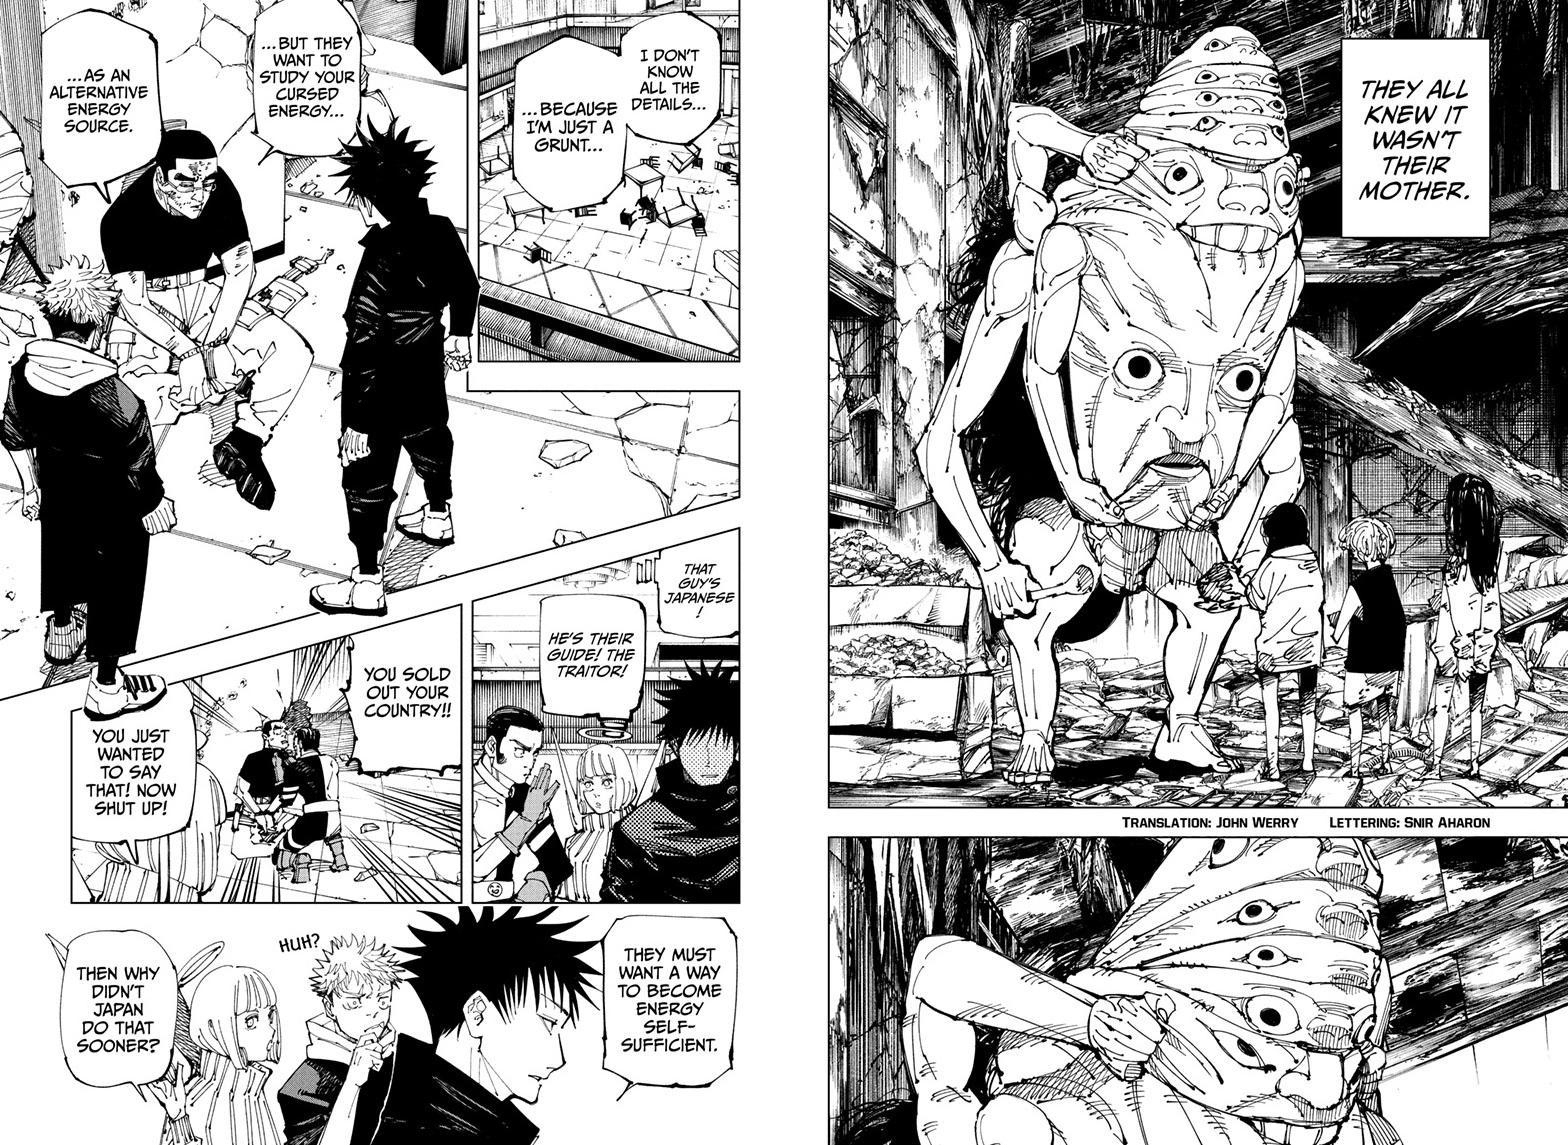 THEY ALL
KNEW IT
WASN'T
THEIR
MOTHER.
TRANSLATION: JOHN WERRY
LETTERING: SNIR AHARON
I DON'T
KNOW
ALL THE
DETAILS...
...BECAUSE
I'M JUST A
GRUNT...
...BUT THEY
WANT TO
STUDY YOUR
CURSED
ENERGY...
...AS AN
ALTERNATIVE
ENERGY
SOURCE.
THAT
GUY'S
JAPANESE
!
HE'S THEIR
GUIDE! THE
TRAITOR!
YOU SOLD
OUT YOUR
COUNTRY!!
YOU JUST
WANTED
TO SAY
THAT! NOW
SHUT UP!
THEY MUST
WANT A WAY
TO BECOME
ENERGY
SELF-
SUFFICIENT.
HUH?
THEN WHY
DIDN'T
JAPAN
DO THAT
SOONER?